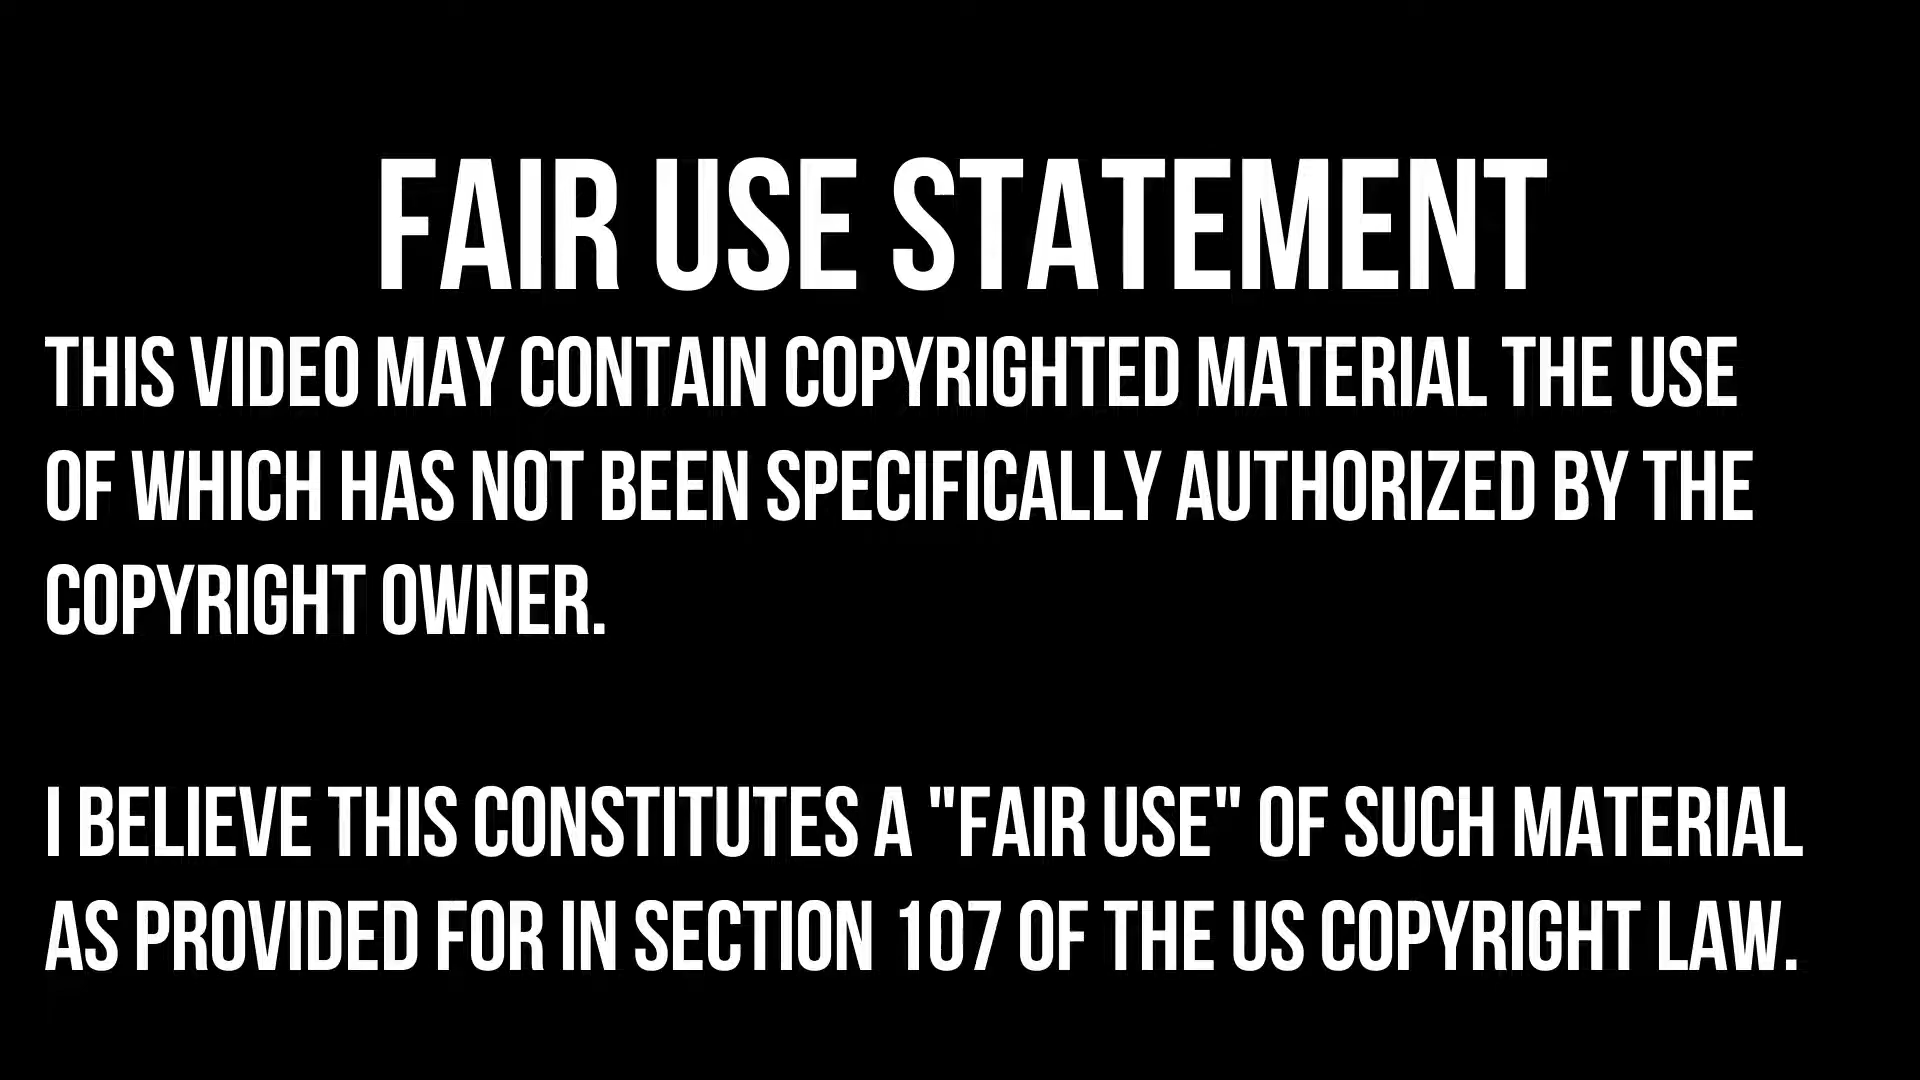 FAIR USE STATEMENT
THIS VIDEO MAY CONTAIN COPYRIGHTED MATERIAL THE USE
OF WHICH HAS NOT BEEN SPECIFICALLY AUTHORIZED BY THE
COPYRIGHT OWNER.
I BELIEVE THIS CONSTITUTES A "FAIR USE" OF SUCH MATERIAL
AS PROVIDED FOR IN SECTION 107 OF THE US COPYRIGHT LAW.